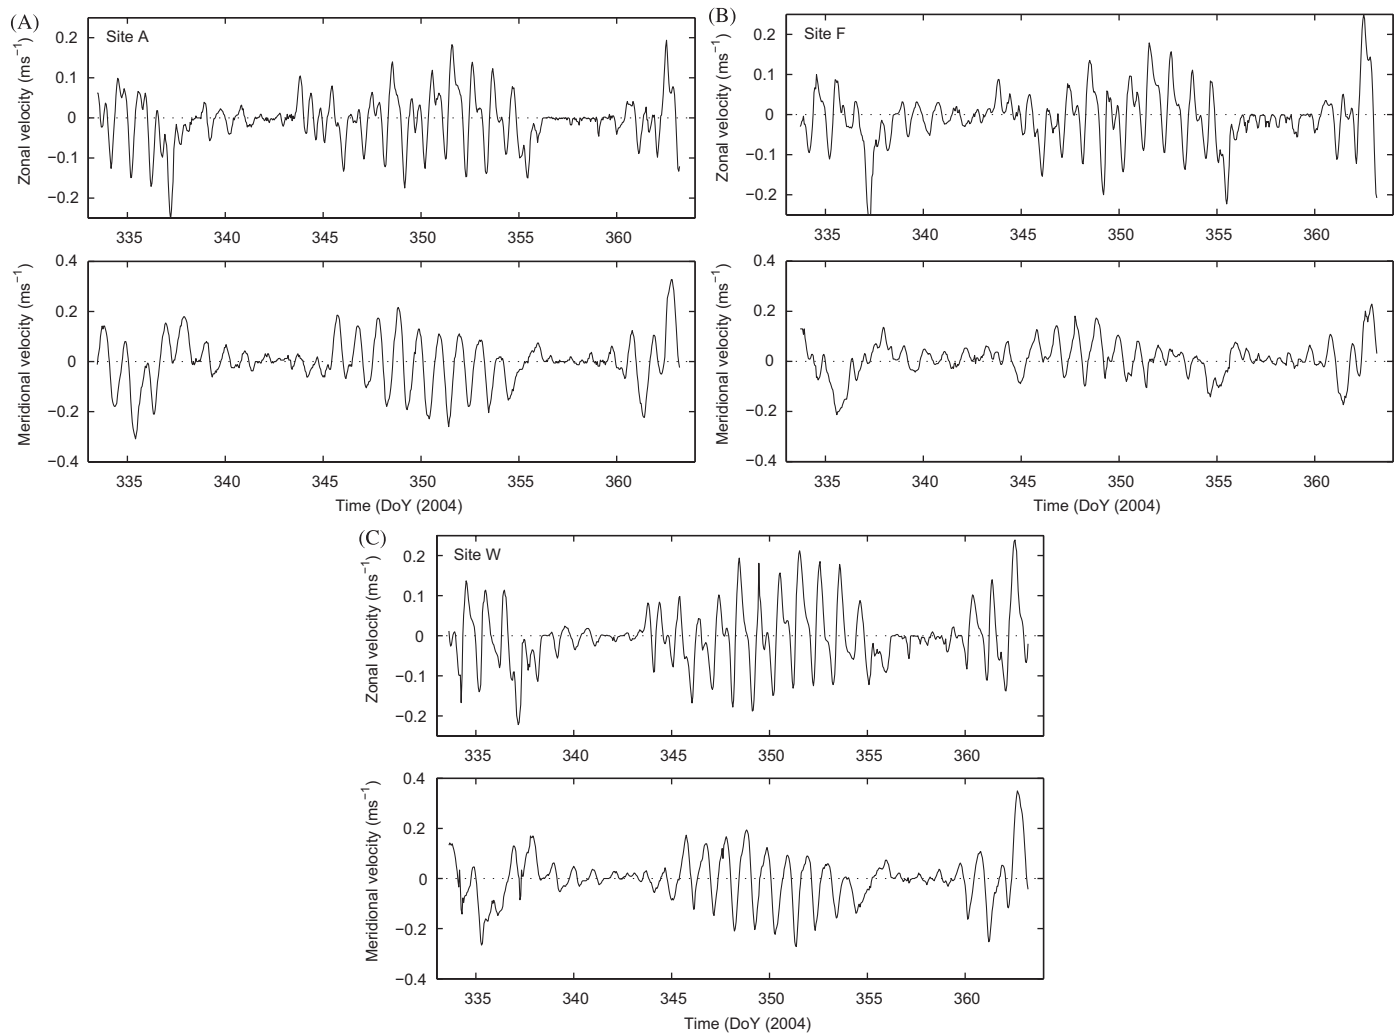 (A)
Site A
Zonal velocity (ms⁻¹)
0.2
0.1
0
−0.1
−0.2
335 340 345 350 355 360
Meridional velocity (ms⁻¹)
0.4
0.2
0
−0.2
−0.4
335 340 345 350 355 360
Time (DoY (2004)
(B)
Site F
Zonal velocity (ms⁻¹)
0.2
0.1
0
−0.1
−0.2
335 340 345 350 355 360
Meridional velocity (ms⁻¹)
0.4
0.2
0
−0.2
−0.4
335 340 345 350 355 360
Time (DoY (2004)
(C)
Site W
Zonal velocity (ms⁻¹)
0.2
0.1
0
−0.1
−0.2
335 340 345 350 355 360
Meridional velocity (ms⁻¹)
0.4
0.2
0
−0.2
−0.4
335 340 345 350 355 360
Time (DoY (2004)